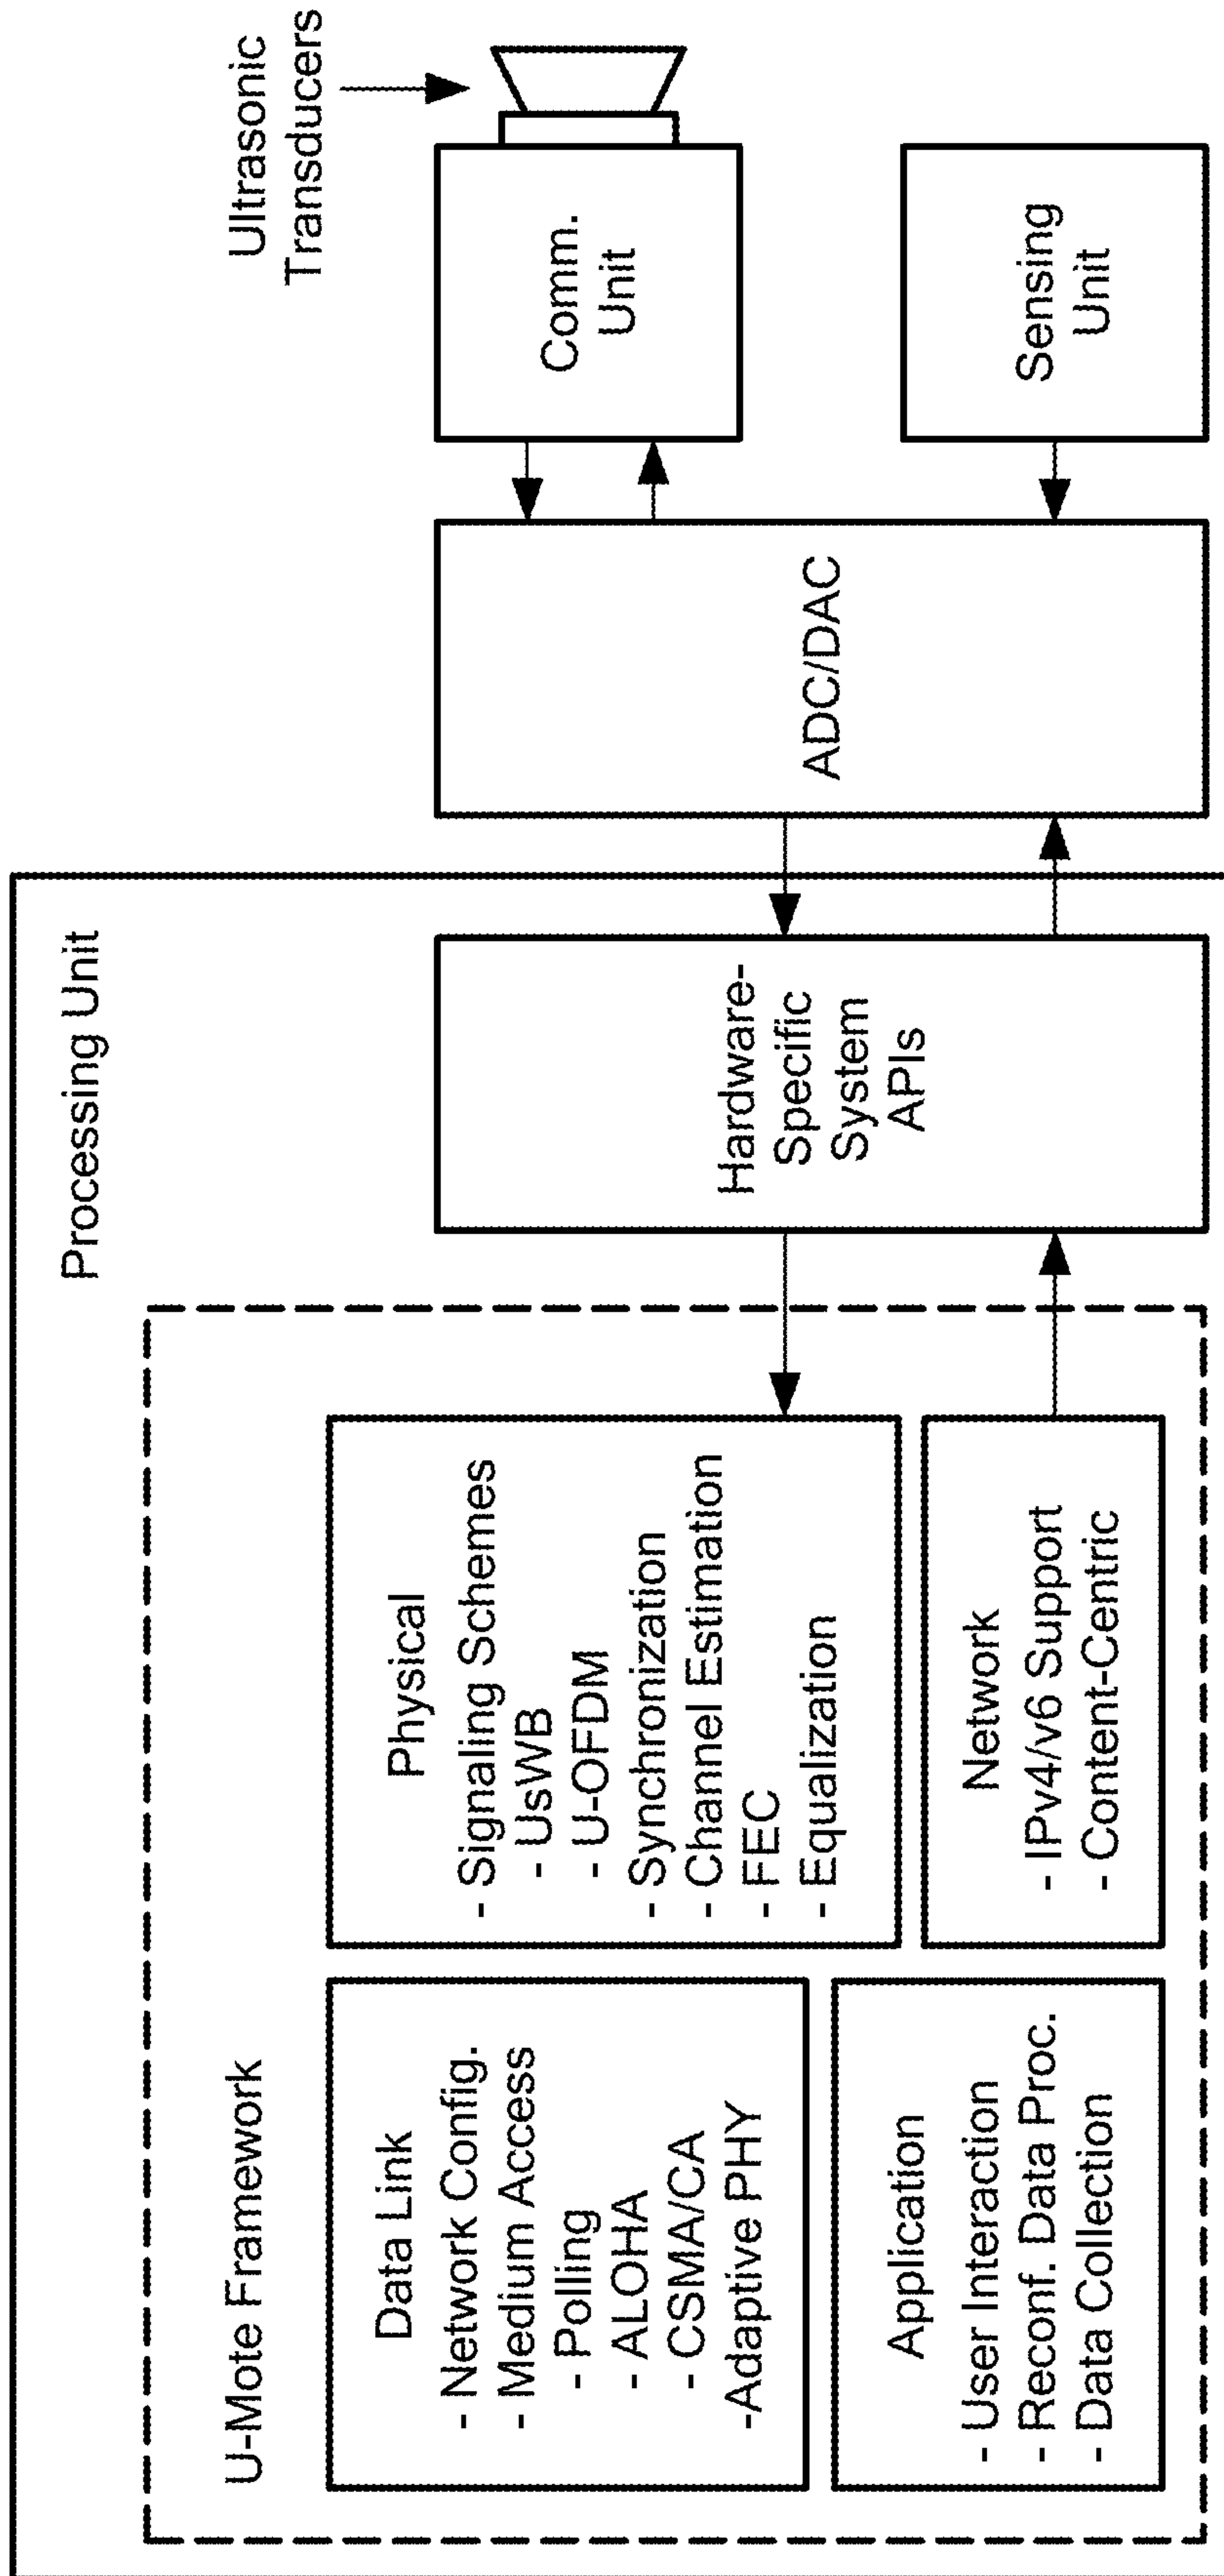 Processing Unit
U-Mote Framework
Data Link
- Network Config.
- Medium Access
- Polling
- ALOHA
- CSMA/CA
-Adaptive PHY
Physical
- Signaling Schemes
- UsWB
- U-OFDM
- Synchronization
- Channel Estimation
- FEC
- Equalization
Application
- User Interaction
- Reconf. Data Proc.
- Data Collection
Network
- IPv4/v6 Support
- Content-Centric
Hardware-
Specific
System
APIs
ADC/DAC
Ultrasonic
Transducers
Comm.
Unit
Sensing
Unit